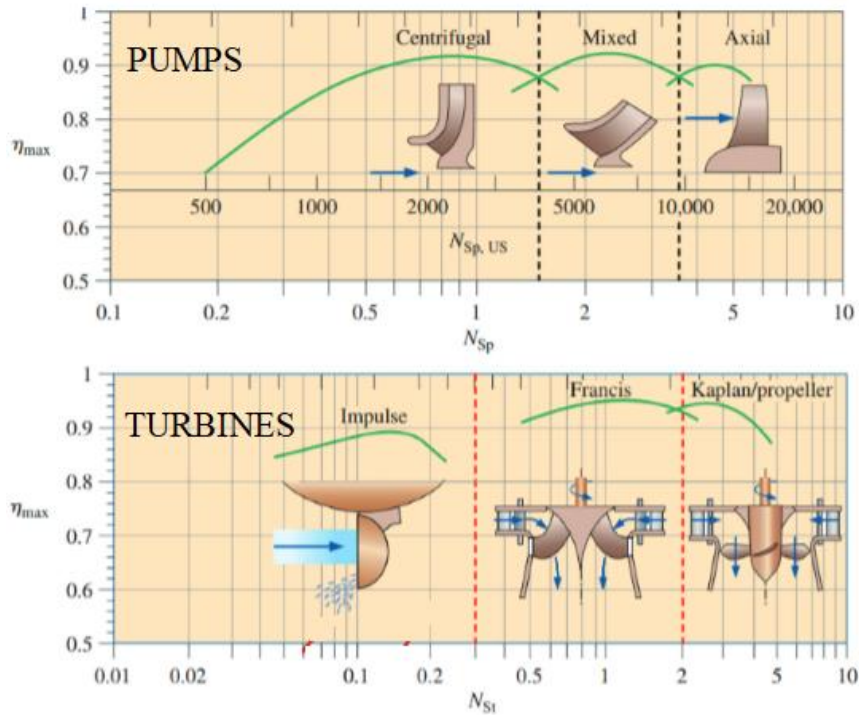 1
Centrifugal Mixed Axial
PUMPS
0.9
0.8
ηmax
0.7
500 1000 2000 5000 10,000 20,000
0.6
NSp, US
0.5
0.1 0.2 0.5 1 2 5 10
NSp
1
Francis Kaplan/propeller
TURBINES Impulse
0.9
0.8
ηmax
0.7
0.6
0.5
0.01 0.02 0.1 0.2 0.5 1 2 5 10
NSt